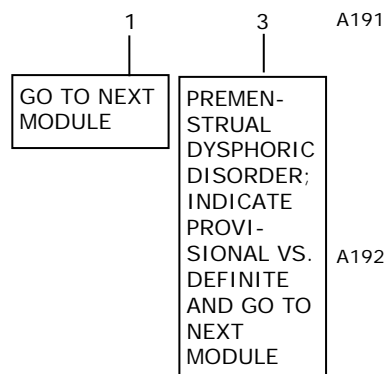 1 3 A191
GO TO NEXT
MODULE
PREMEN-
STRUAL
DYSPHORIC
DISORDER;
INDICATE
PROVI-
SIONAL VS.
DEFINITE
AND GO TO
NEXT
MODULE
A192